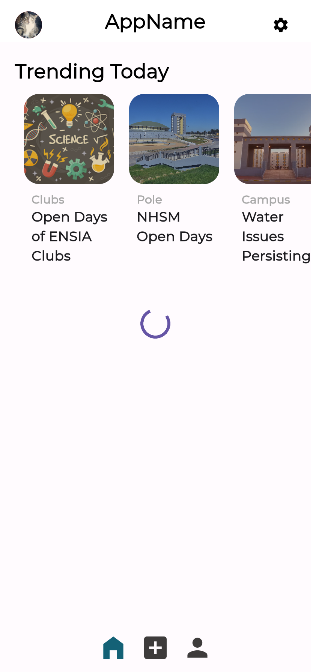 AppName
Trending Today
SCIENCE
Clubs
Open Days
of ENSIA
Clubs
Pole
NHSM
Open Days
Campus
Water
Issues
Persisting